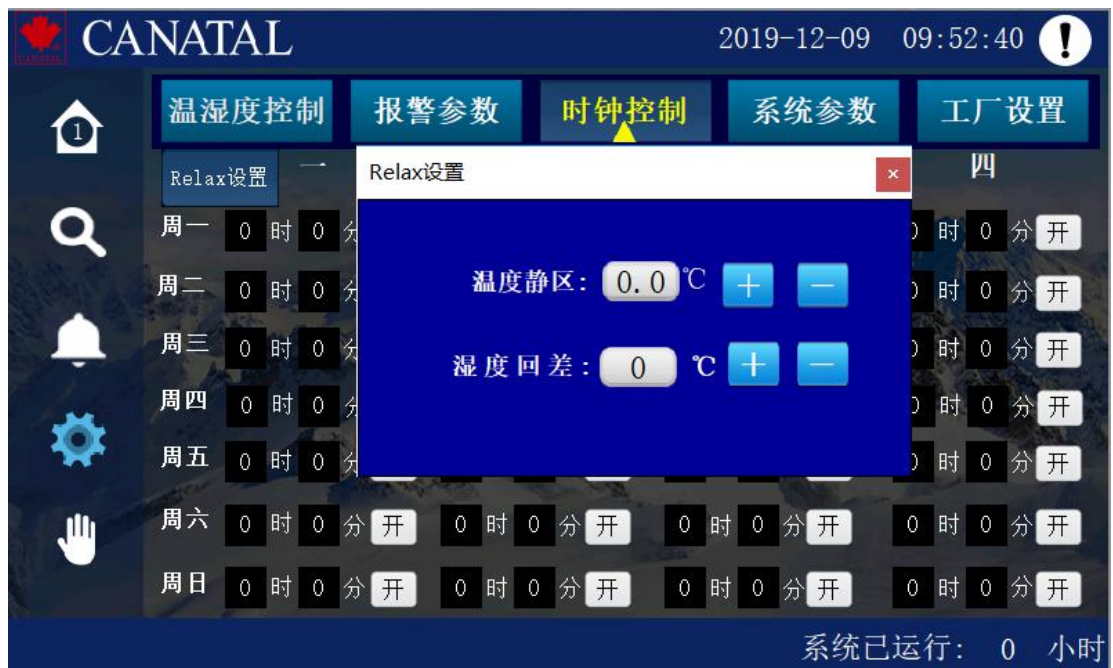 CANATAL 2019-12-09 09:52:40
CANATAL
1
温湿度控制 报警参数 时钟控制 系统参数 工厂设置
Relax设置 一 四
Relax设置 ×
周一 0 时 0 分 时 0 分 开
温度静区: 0.0 ℃ + −
周二 0 时 0 分 时 0 分 开
周三 0 时 0 分 时 0 分 开
湿度回差: 0 ℃ + −
周四 0 时 0 分 时 0 分 开
周五 0 时 0 分 时 0 分 开
周六 0 时 0 分 开 0 时 0 分 开 0 时 0 分 开 0 时 0 分 开
周日 0 时 0 分 开 0 时 0 分 开 0 时 0 分 开 0 时 0 分 开
系统已运行: 0 小时